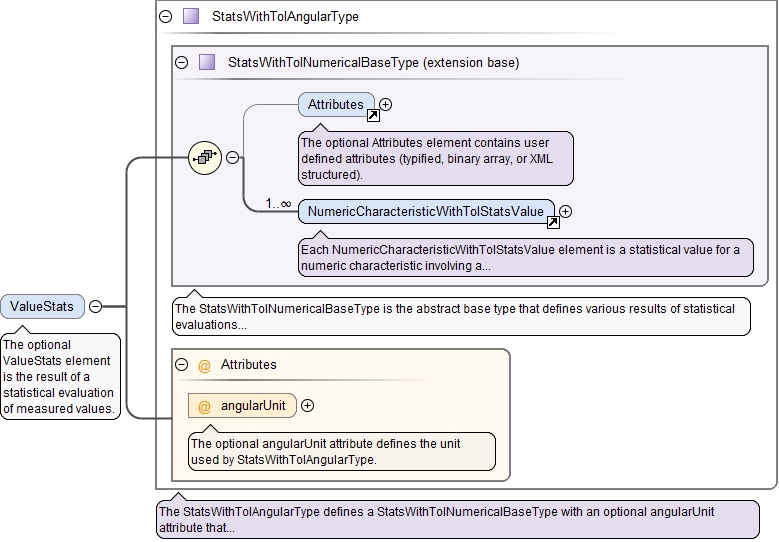 StatsWithTolAngularType
StatsWithTolNumericalBaseType (extension base)
Attributes
The optional Attributes element contains user
defined attributes (typified, binary array, or XML
structured).
1..∞
NumericCharacteristicWithTolStatsValue
Each NumericCharacteristicWithTolStatsValue element is a statistical value for a
numeric characteristic involving a...
The StatsWithTolNumericalBaseType is the abstract base type that defines various results of statistical
evaluations...
ValueStats
The optional
ValueStats element
is the result of a
statistical evaluation
of measured values.
@ Attributes
@ angularUnit
The optional angularUnit attribute defines the unit
used by StatsWithTolAngularType.
The StatsWithTolAngularType defines a StatsWithTolNumericalBaseType with an optional angularUnit
attribute that...